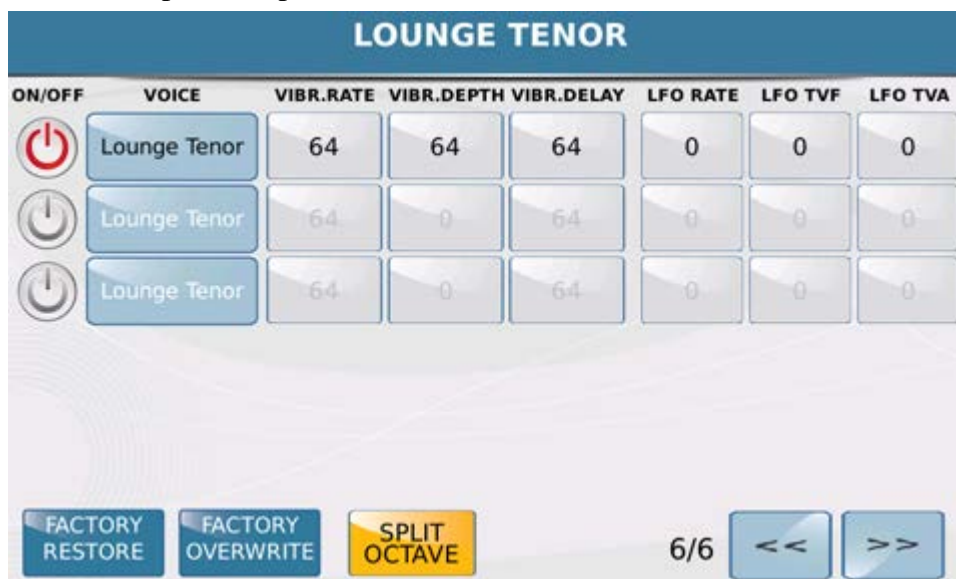 LOUNGE TENOR
ON/OFF VOICE VIBR.RATE VIBR.DEPTH VIBR.DELAY LFO RATE LFO TVF LFO TVA
Lounge Tenor 64 64 64 0 0 0
Lounge Tenor 64 0 64 0 0 0
Lounge Tenor 64 0 64 0 0 0
FACTORY RESTORE
FACTORY OVERWRITE
SPLIT OCTAVE
6/6 << >>